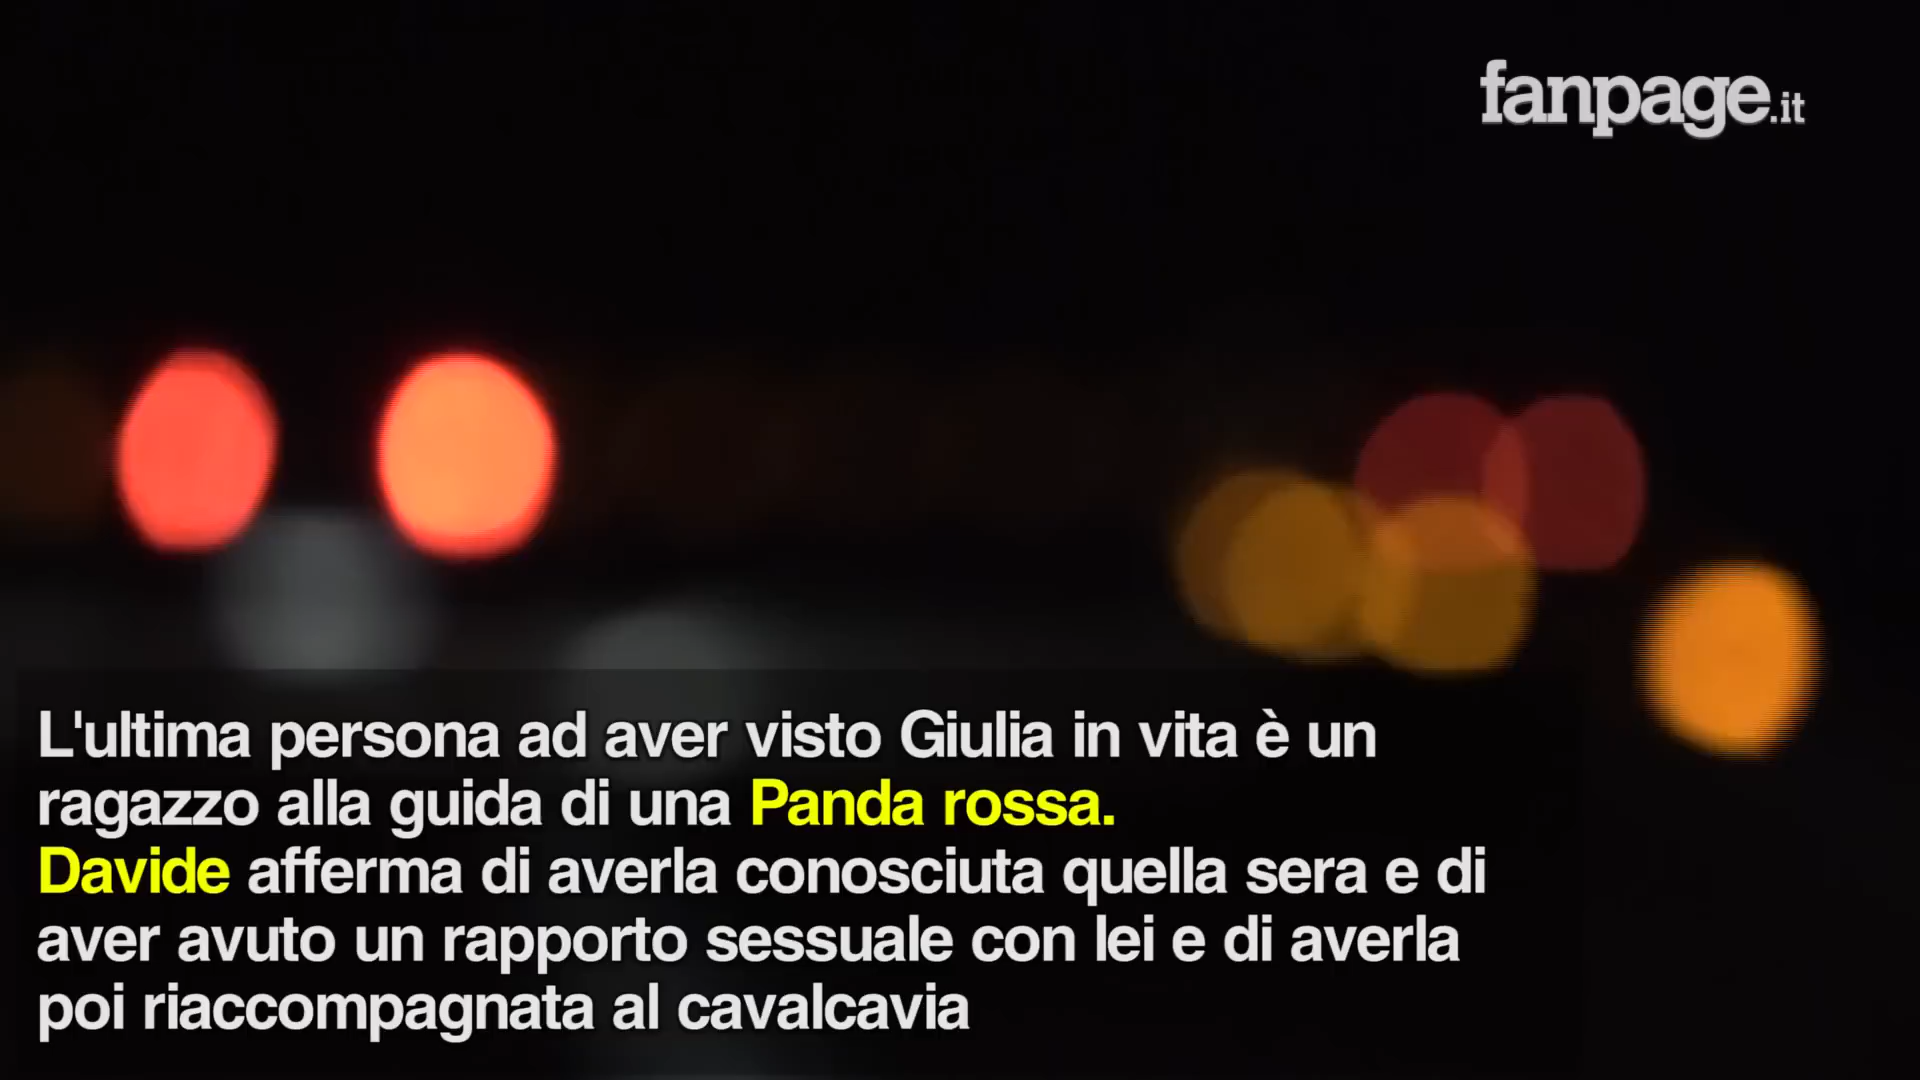 fanpage.it
L'ultima persona ad aver visto Giulia in vita è un
ragazzo alla guida di una Panda rossa.
Davide afferma di averla conosciuta quella sera e di
aver avuto un rapporto sessuale con lei e di averla
poi riaccompagnata al cavalcavia